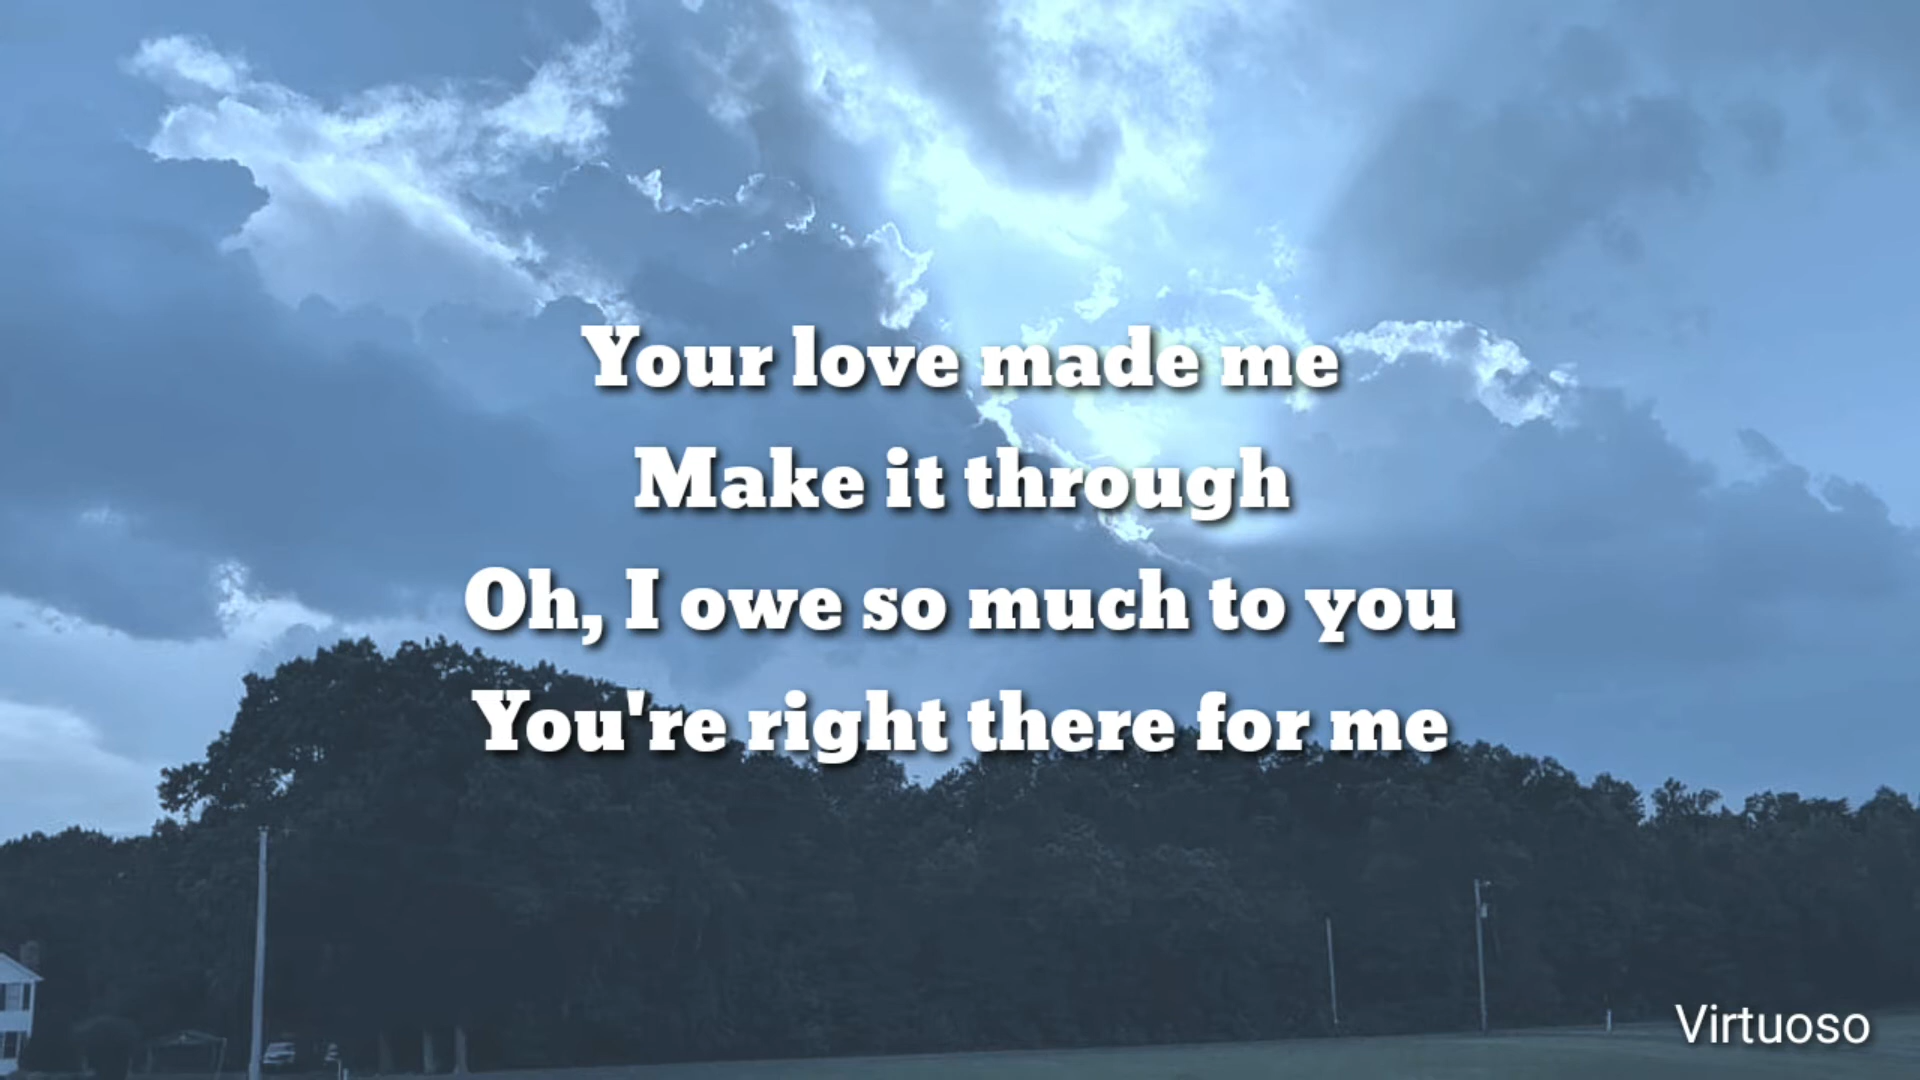 Your love made me
Make it through
Oh, I owe so much to you
You're right there for me
Virtuoso